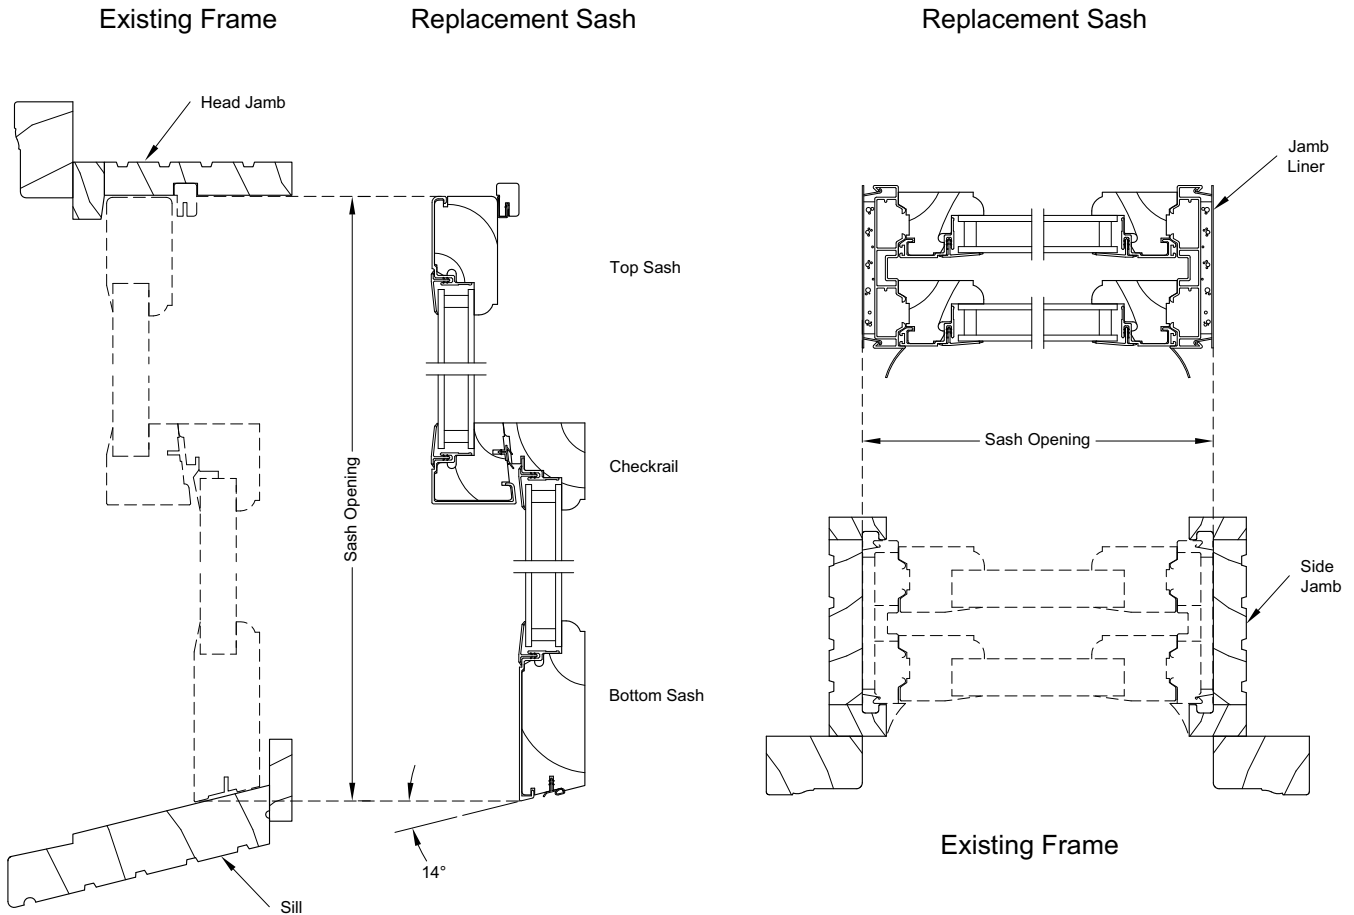 Existing Frame
Replacement Sash
Replacement Sash
Head Jamb
Jamb
Liner
Top Sash
Sash Opening
Checkrail
Sash Opening
Side
Jamb
Bottom Sash
14°
Existing Frame
Sill